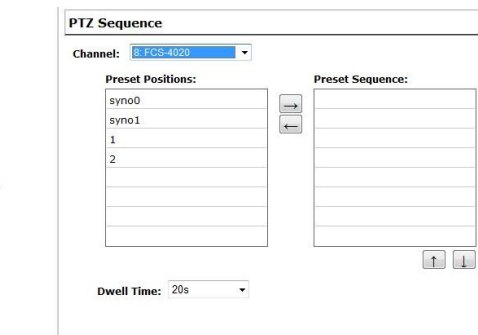 PTZ Sequence
Channel: 8: FCS-4020
Preset Positions: Preset Sequence:
syno0
syno1
1
2
Dwell Time: 20s